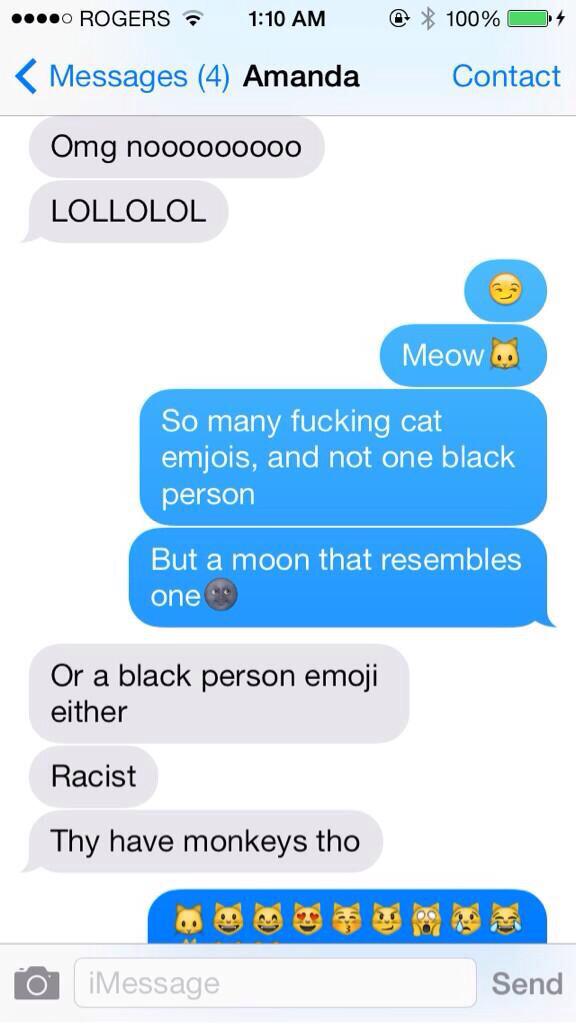 ROGERS 1:10 AM 100%
Messages (4) Amanda Contact
Omg nooooooooo
LOLLOLOL
😏
Meow🐱
So many fucking cat
emjois, and not one black
person
But a moon that resembles
one🌚
Or a black person emoji
either
Racist
Thy have monkeys tho
🐱😺😸😻😽😼🙀😿😹
iMessage Send